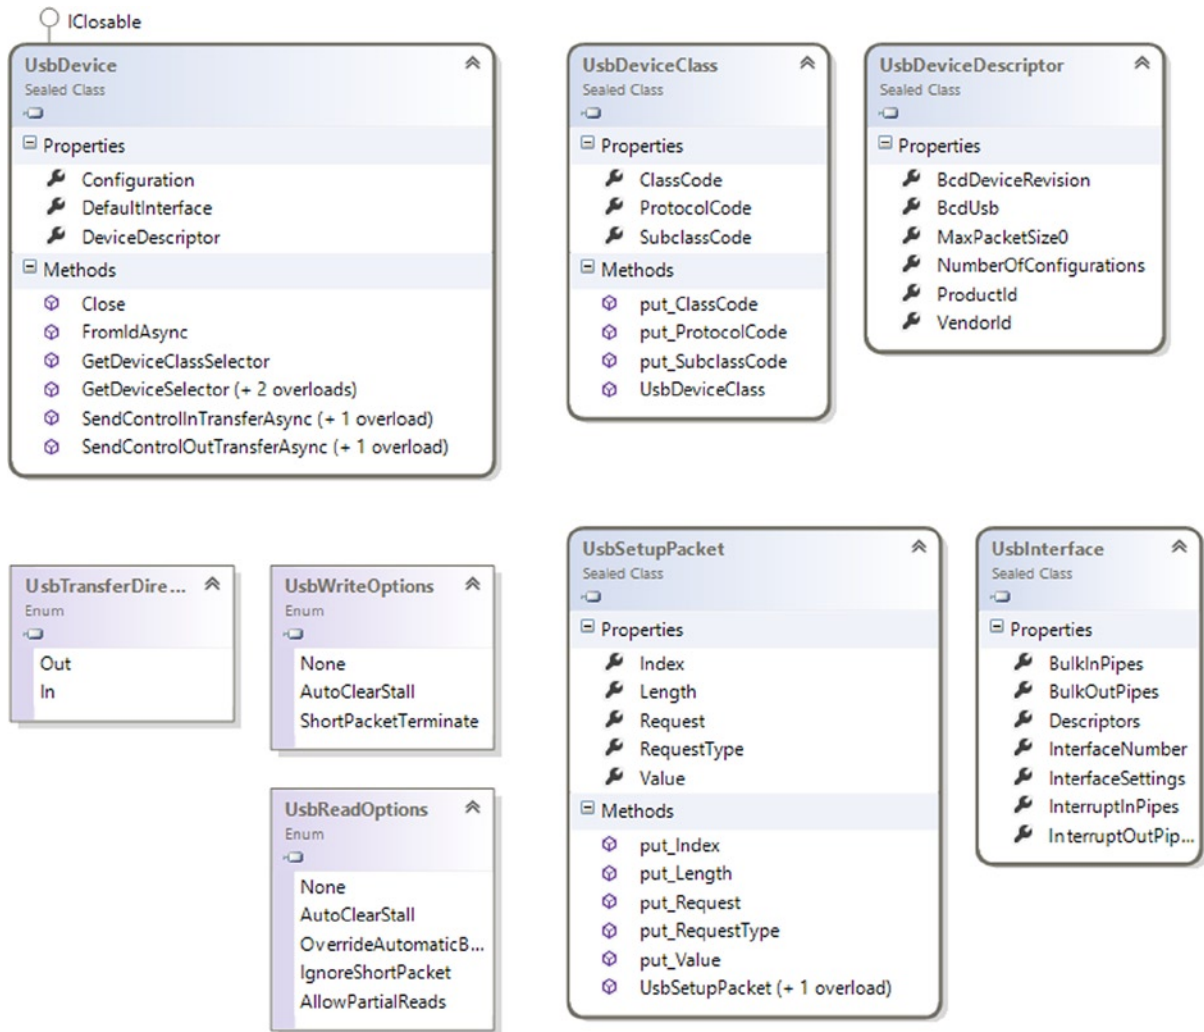 IClosable
UsbDevice
Sealed Class
Properties
Configuration
DefaultInterface
DeviceDescriptor
Methods
Close
FromIdAsync
GetDeviceClassSelector
GetDeviceSelector (+ 2 overloads)
SendControlInTransferAsync (+ 1 overload)
SendControlOutTransferAsync (+ 1 overload)
UsbDeviceClass
Sealed Class
Properties
ClassCode
ProtocolCode
SubclassCode
Methods
put_ClassCode
put_ProtocolCode
put_SubclassCode
UsbDeviceClass
UsbDeviceDescriptor
Sealed Class
Properties
BcdDeviceRevision
BcdUsb
MaxPacketSize0
NumberOfConfigurations
ProductId
VendorId
UsbTransferDire...
Enum
Out
In
UsbWriteOptions
Enum
None
AutoClearStall
ShortPacketTerminate
UsbReadOptions
Enum
None
AutoClearStall
OverrideAutomaticB...
IgnoreShortPacket
AllowPartialReads
UsbSetupPacket
Sealed Class
Properties
Index
Length
Request
RequestType
Value
Methods
put_Index
put_Length
put_Request
put_RequestType
put_Value
UsbSetupPacket (+ 1 overload)
UsbInterface
Sealed Class
Properties
BulkInPipes
BulkOutPipes
Descriptors
InterfaceNumber
InterfaceSettings
InterruptInPipes
InterruptOutPip...